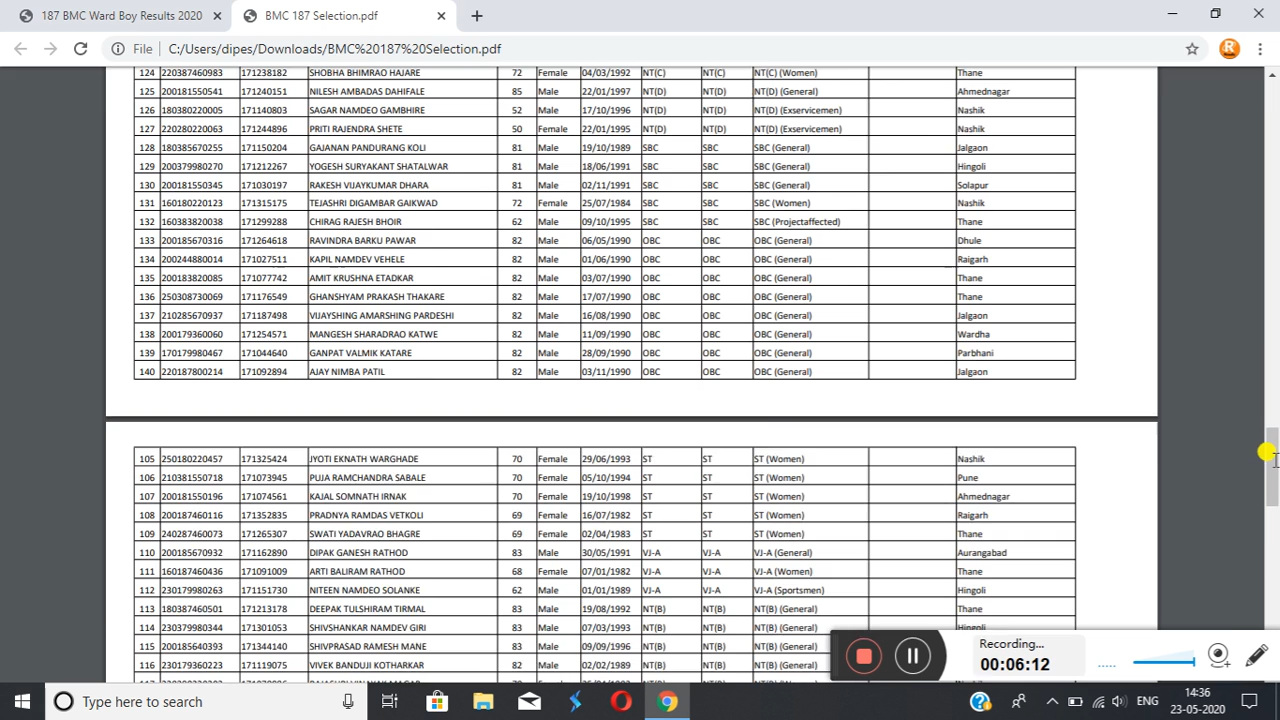 187 BMC Ward Boy Results 2020
BMC 187 Selection.pdf
File | C:/Users/dipes/Downloads/BMC%20187%20Selection.pdf
124 220387460983 171238182 SHOBHA BHIMRAO HAJARE 72 Female 04/03/1992 NT(C) NT(C) NT(C) (Women) Thane
125 200181550541 171240151 NILESH AMBADAS DAHIFALE 85 Male 22/01/1997 NT(D) NT(D) NT(D) (General) Ahmednagar
126 180380220005 171140803 SAGAR NAMDEO GAMBHIRE 52 Male 17/10/1996 NT(D) NT(D) NT(D) (Exservicemen) Nashik
127 220280220063 171244896 PRITI RAJENDRA SHETE 50 Female 22/01/1995 NT(D) NT(D) NT(D) (Exservicemen) Nashik
128 180385670255 171150204 GAJANAN PANDURANG KOLI 81 Male 19/10/1989 SBC SBC SBC (General) Jalgaon
129 200379980270 171212267 YOGESH SURYAKANT SHATALWAR 81 Male 18/06/1991 SBC SBC SBC (General) Hingoli
130 200181550345 171030197 RAKESH VIJAYKUMAR DHARA 81 Male 02/11/1991 SBC SBC SBC (General) Solapur
131 160180220123 171315175 TEJASHRI DIGAMBAR GAIKWAD 72 Female 25/07/1984 SBC SBC SBC (Women) Nashik
132 160383820038 171299288 CHIRAG RAJESH BHOIR 62 Male 09/10/1995 SBC SBC SBC (Projectaffected) Thane
133 200185670316 171264618 RAVINDRA BARKU PAWAR 82 Male 06/05/1990 OBC OBC OBC (General) Dhule
134 200244880014 171027511 KAPIL NAMDEV VEHELE 82 Male 01/06/1990 OBC OBC OBC (General) Raigarh
135 200183820085 171077742 AMIT KRUSHNA ETADKAR 82 Male 03/07/1990 OBC OBC OBC (General) Thane
136 250308730069 171176549 GHANSHYAM PRAKASH THAKARE 82 Male 17/07/1990 OBC OBC OBC (General) Thane
137 210285670937 171187498 VIJAYSHING AMARSHING PARDESHI 82 Male 16/08/1990 OBC OBC OBC (General) Jalgaon
138 200179360060 171254571 MANGESH SHARADRAO KATWE 82 Male 11/09/1990 OBC OBC OBC (General) Wardha
139 170179980467 171044640 GANPAT VALMIK KATARE 82 Male 28/09/1990 OBC OBC OBC (General) Parbhani
140 220187800214 171092894 AJAY NIMBA PATIL 82 Male 03/11/1990 OBC OBC OBC (General) Jalgaon
105 250180220457 171325424 JYOTI EKNATH WARGHADE 70 Female 29/06/1993 ST ST ST (Women) Nashik
106 210381550718 171073945 PUJA RAMCHANDRA SABALE 70 Female 05/10/1994 ST ST ST (Women) Pune
107 200181550196 171074561 KAJAL SOMNATH IRNAK 70 Female 19/10/1998 ST ST ST (Women) Ahmednagar
108 200187460116 171352835 PRADNYA RAMDAS VETKOLI 69 Female 16/07/1982 ST ST ST (Women) Raigarh
109 240287460073 171265307 SWATI YADAVRAO BHAGRE 69 Female 02/04/1983 ST ST ST (Women) Thane
110 200185670932 171162890 DIPAK GANESH RATHOD 83 Male 30/05/1991 VJ-A VJ-A VJ-A (General) Aurangabad
111 160187460436 171091009 ARTI BALIRAM RATHOD 68 Female 07/01/1982 VJ-A VJ-A VJ-A (Women) Thane
112 230179980263 171151730 NITEEN NAMDEO SOLANKE 62 Male 01/01/1989 VJ-A VJ-A VJ-A (Sportsmen) Hingoli
113 180387460501 171213178 DEEPAK TULSHIRAM TIRMAL 83 Male 19/08/1992 NT(B) NT(B) NT(B) (General) Thane
114 230379980344 171301053 SHIVSHANKAR NAMDEV GIRI 83 Male 07/03/1993 NT(B) NT(B) NT(B) (General) Hingoli
115 200185640393 171344140 SHIVPRASAD RAMESH MANE 83 Male 09/09/1996 NT(B) NT(B) NT(B) (General)
116 230179360223 171119075 VIVEK BANDUJI KOTHARKAR 82 Male 02/02/1989 NT(B) NT(B) NT(B) (General)
Recording...
00:06:12
Type here to search
ENG
14:36
23-05-2020